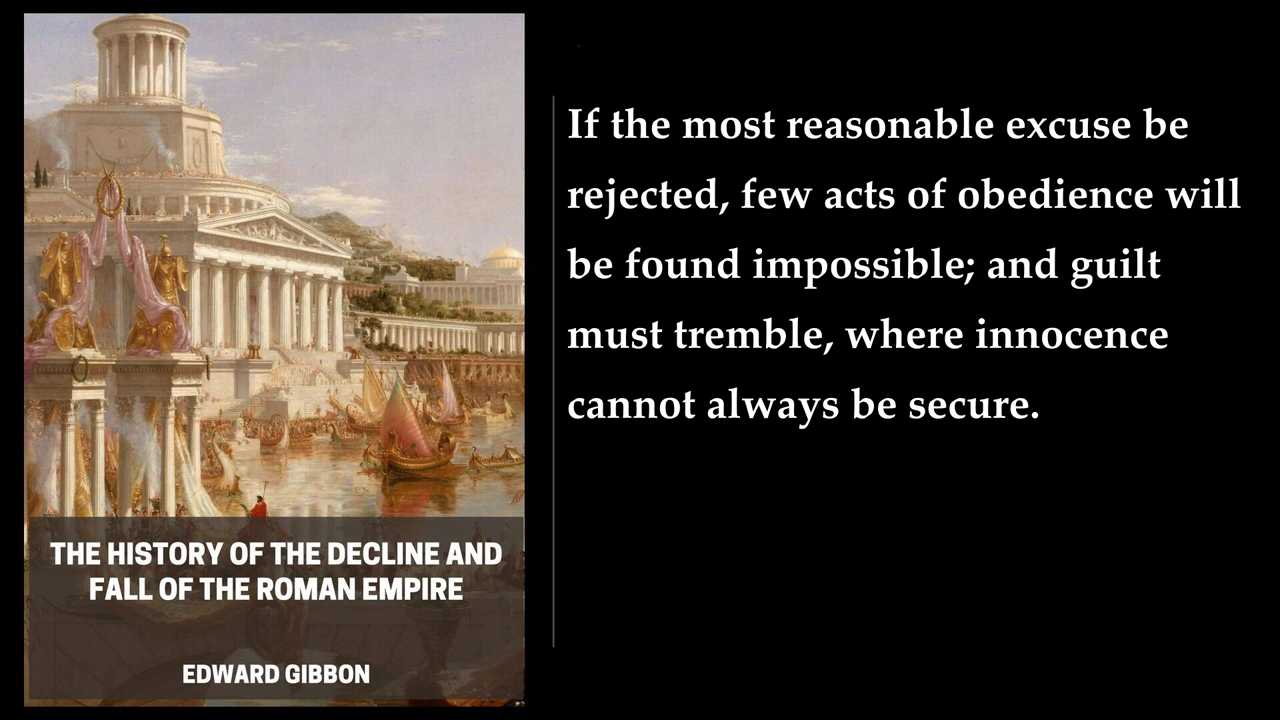 THE HISTORY OF THE DECLINE AND
FALL OF THE ROMAN EMPIRE
EDWARD GIBBON
If the most reasonable excuse be
rejected, few acts of obedience will
be found impossible; and guilt
must tremble, where innocence
cannot always be secure.